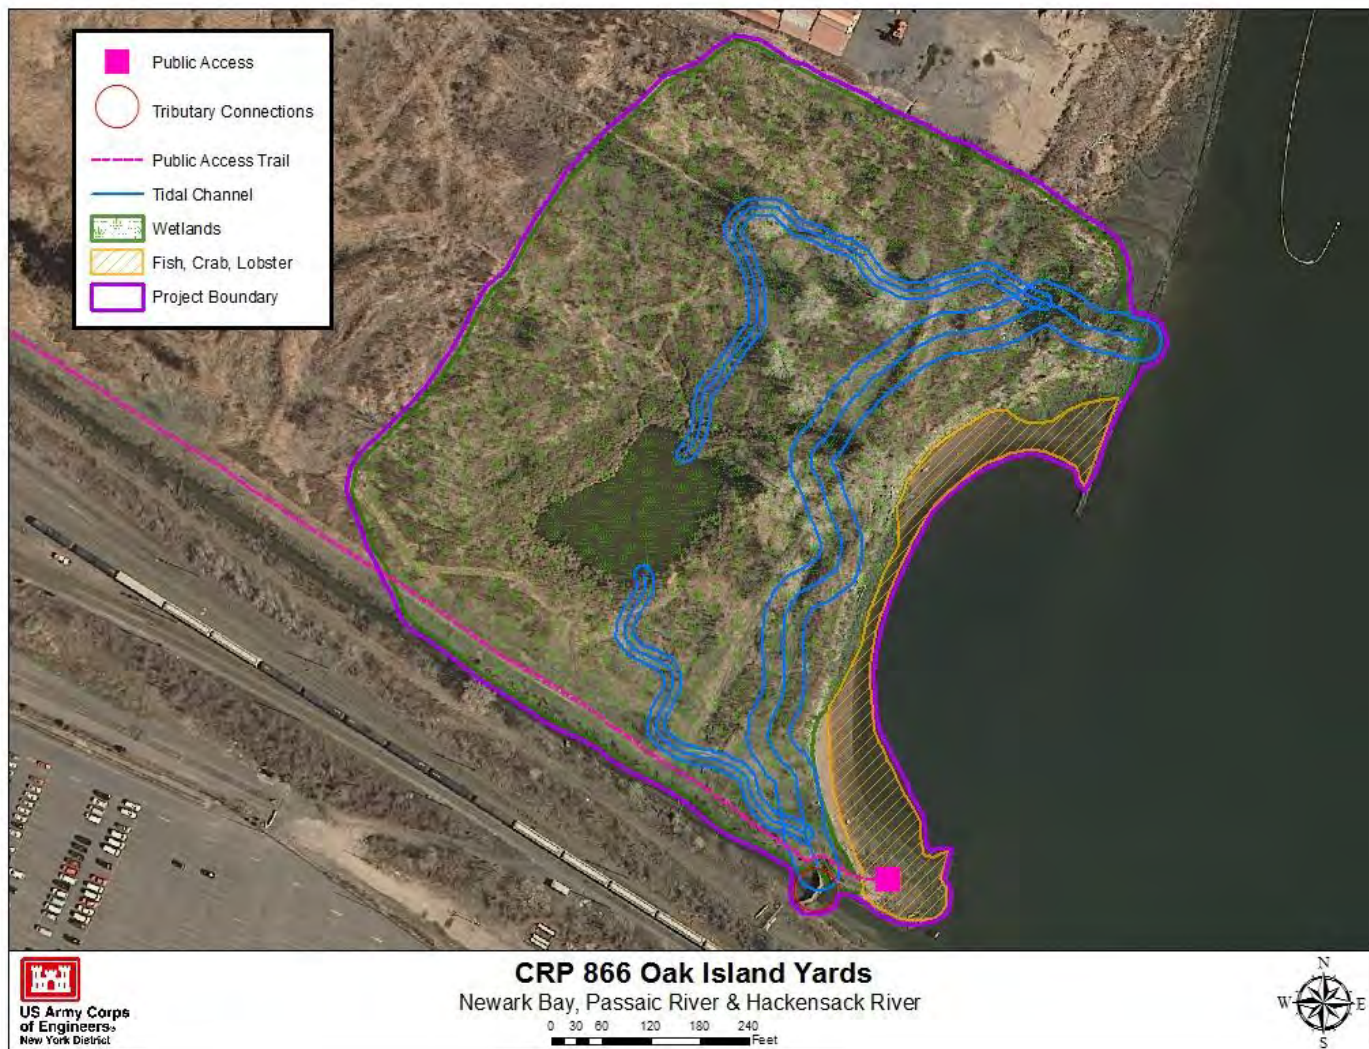 Public Access
Tributary Connections
Public Access Trail
Tidal Channel
Wetlands
Fish, Crab, Lobster
Project Boundary
CRP 866 Oak Island Yards
Newark Bay, Passaic River & Hackensack River
0 30 60 120 180 240
Feet
US Army Corps
of Engineers®
New York District
N
W E
S